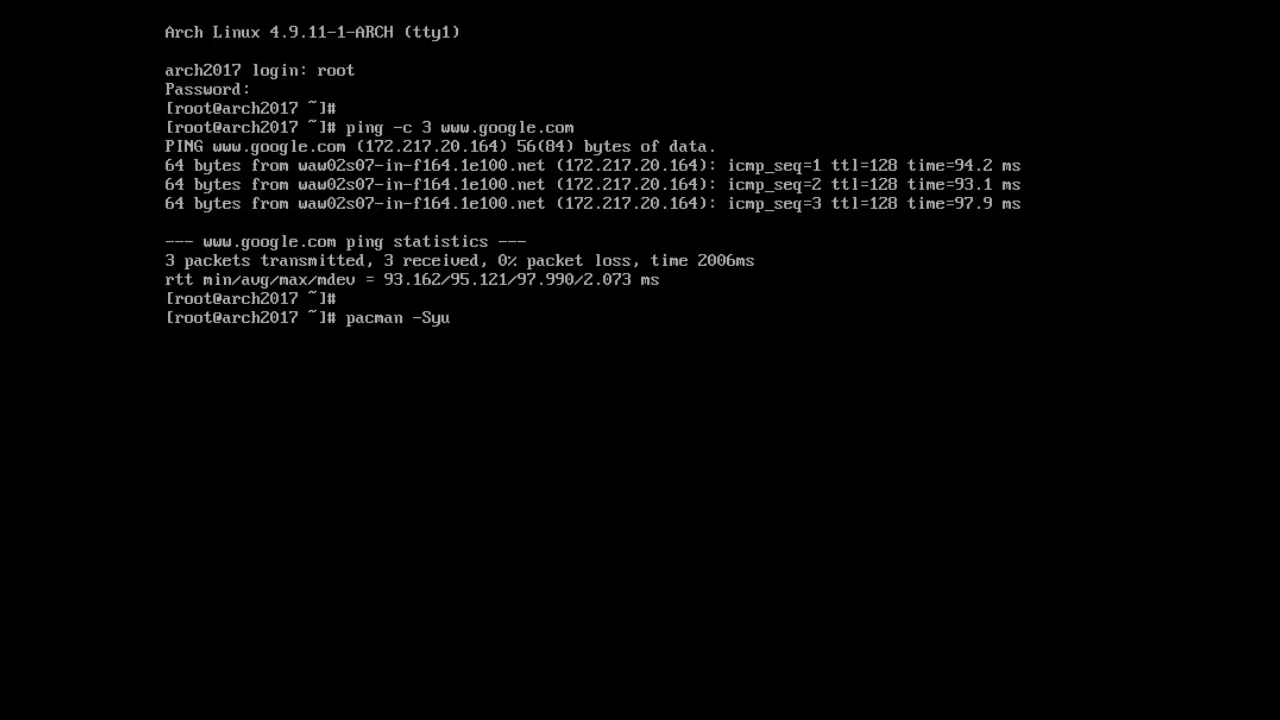 Arch Linux 4.9.11-1-ARCH (tty1)
arch2017 login: root
Password:
[root@arch2017 ~]#
[root@arch2017 ~]# ping -c 3 www.google.com
PING www.google.com (172.217.20.164) 56(84) bytes of data.
64 bytes from waw02s07-in-f164.1e100.net (172.217.20.164): icmp_seq=1 ttl=128 time=94.2 ms
64 bytes from waw02s07-in-f164.1e100.net (172.217.20.164): icmp_seq=2 ttl=128 time=93.1 ms
64 bytes from waw02s07-in-f164.1e100.net (172.217.20.164): icmp_seq=3 ttl=128 time=97.9 ms
--- www.google.com ping statistics ---
3 packets transmitted, 3 received, 0% packet loss, time 2006ms
rtt min/avg/max/mdev = 93.162/95.121/97.990/2.073 ms
[root@arch2017 ~]#
[root@arch2017 ~]# pacman -Syu